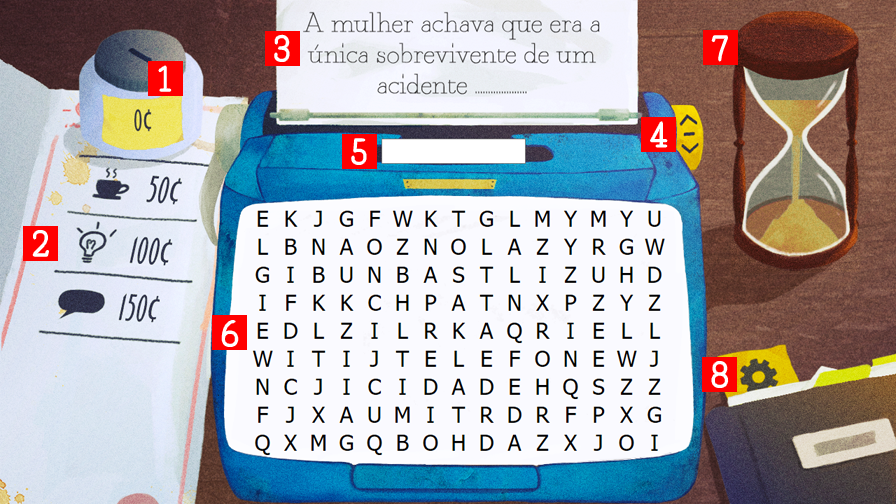 3 A mulher achava que era a
única sobrevivente de um
acidente ....................
7
1
0¢
4
5
50¢
2 100¢
150¢
6
E K J G F W K T G L M Y M Y U
L B N A O Z N O L A Z Y R G W
G I B U N B A S T L I Z U H D
I F K K C H P A T N X P Z Y Z
E D L Z I L R K A Q R I E L L
W I T I J T E L E F O N E W J
N C J I C I D A D E H Q S Z Z
F J X A U M I T R D R F P X G
Q X M G Q B O H D A Z X J O I
8